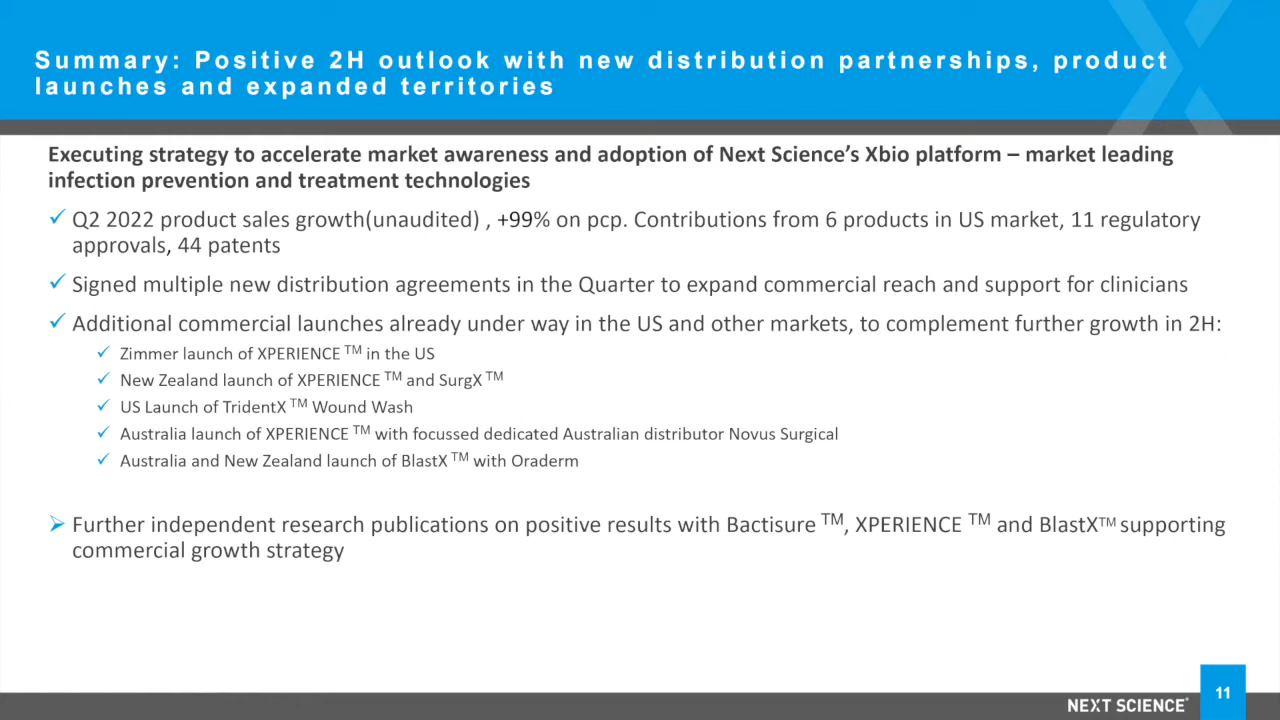 Summary: Positive 2H outlook with new distribution partnerships, product
launches and expanded territories
Executing strategy to accelerate market awareness and adoption of Next Science’s Xbio platform – market leading
infection prevention and treatment technologies
✓ Q2 2022 product sales growth(unaudited) , +99% on pcp. Contributions from 6 products in US market, 11 regulatory
approvals, 44 patents
✓ Signed multiple new distribution agreements in the Quarter to expand commercial reach and support for clinicians
✓ Additional commercial launches already under way in the US and other markets, to complement further growth in 2H:
✓ Zimmer launch of XPERIENCE TM in the US
✓ New Zealand launch of XPERIENCE TM and SurgX TM
✓ US Launch of TridentX TM Wound Wash
✓ Australia launch of XPERIENCE TM with focussed dedicated Australian distributor Novus Surgical
✓ Australia and New Zealand launch of BlastX TM with Oraderm
➢ Further independent research publications on positive results with Bactisure TM, XPERIENCE TM and BlastXTM supporting
commercial growth strategy
NEXT SCIENCE®
11